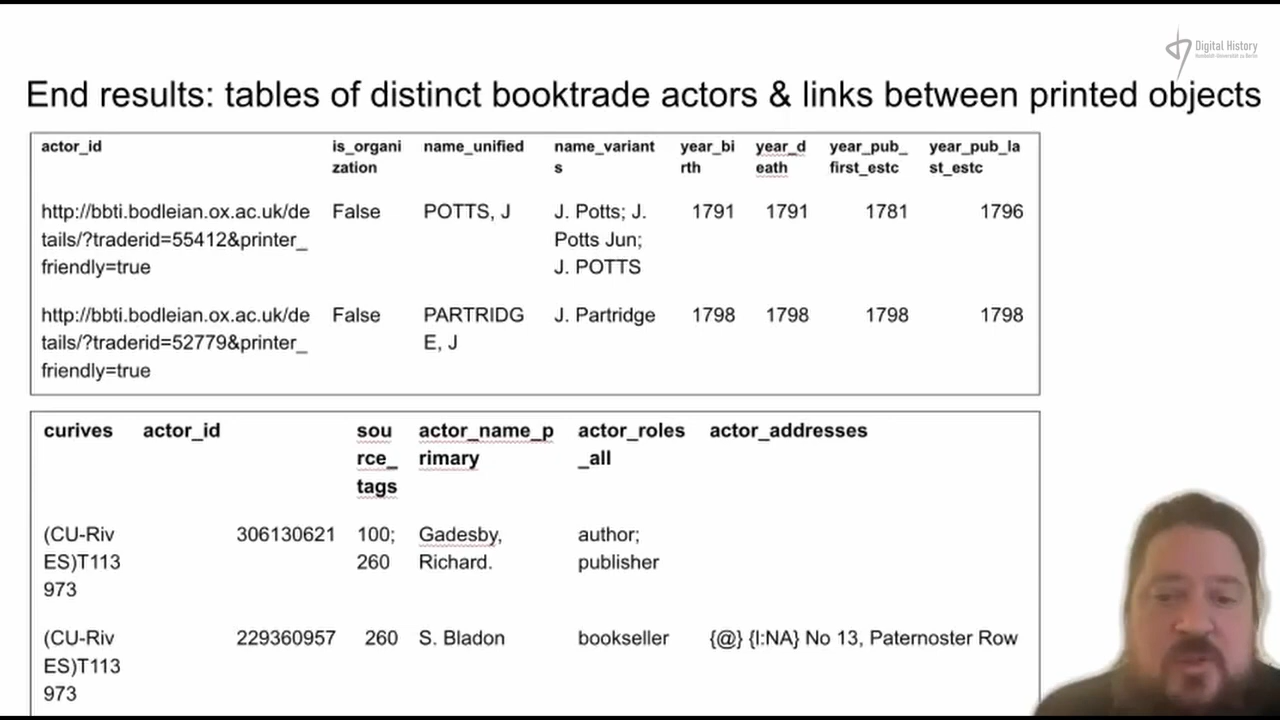 Digital History
Humboldt-Universität zu Berlin
End results: tables of distinct booktrade actors & links between printed objects
actor_id is_organi name_unified name_variant year_bi year_d year_pub_ year_pub_la
zation s rth eath first_estc st_estc
http://bbti.bodleian.ox.ac.uk/de False POTTS, J J. Potts; J. 1791 1791 1781 1796
tails/?traderid=55412&printer_ Potts Jun;
friendly=true J. POTTS
http://bbti.bodleian.ox.ac.uk/de False PARTRIDG J. Partridge 1798 1798 1798 1798
tails/?traderid=52779&printer_ E, J
friendly=true
curives actor_id sou actor_name_p actor_roles actor_addresses
rce_ rimary _all
tags
(CU-Riv 306130621 100; Gadesby, author;
ES)T113 260 Richard. publisher
973
(CU-Riv 229360957 260 S. Bladon bookseller {@} {l:NA} No 13, Paternoster Row
ES)T113
973